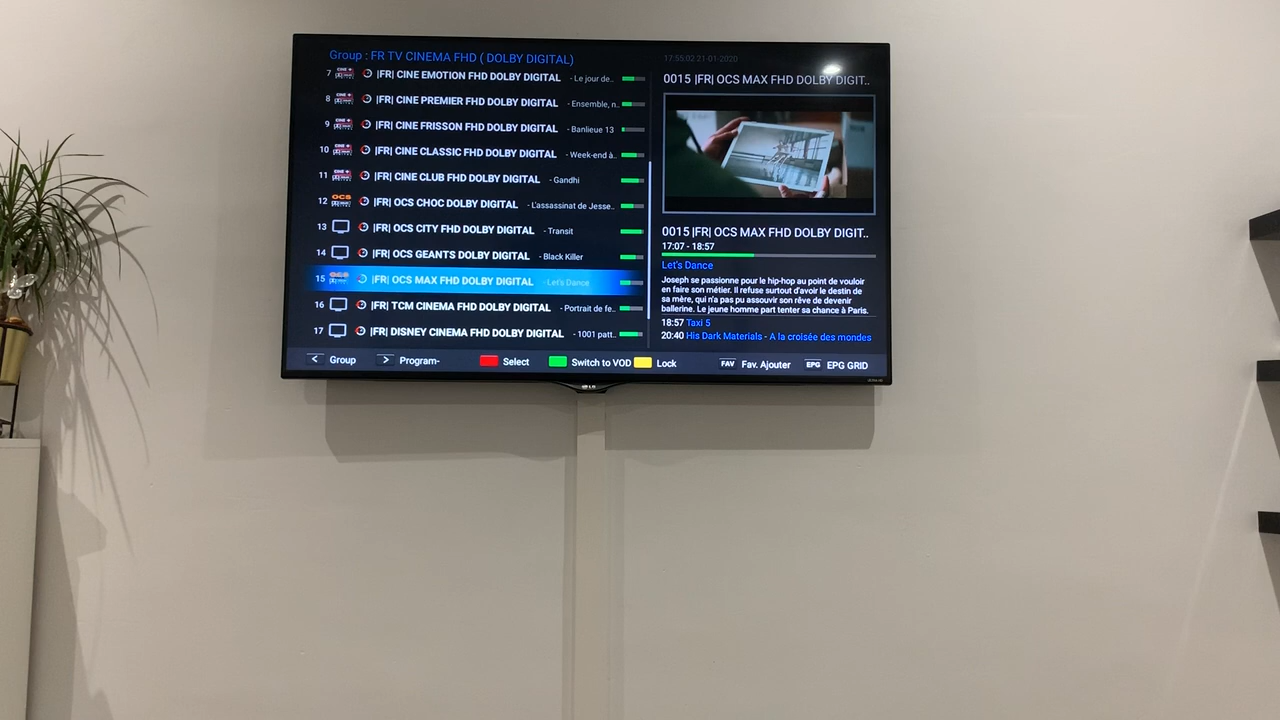 Group : FR TV CINEMA FHD ( DOLBY DIGITAL)
7 |FR| CINE EMOTION FHD DOLBY DIGITAL - Le jour de..
8 |FR| CINE PREMIER FHD DOLBY DIGITAL - Ensemble, n..
9 |FR| CINE FRISSON FHD DOLBY DIGITAL - Banlieue 13
10 |FR| CINE CLASSIC FHD DOLBY DIGITAL - Week-end à..
11 |FR| CINE CLUB FHD DOLBY DIGITAL - Gandhi
12 OCS |FR| OCS CHOC DOLBY DIGITAL - L'assassinat de Jesse..
13 |FR| OCS CITY FHD DOLBY DIGITAL - Transit
14 |FR| OCS GEANTS DOLBY DIGITAL - Black Killer
15 |FR| OCS MAX FHD DOLBY DIGITAL - Let's Dance
16 |FR| TCM CINEMA FHD DOLBY DIGITAL - Portrait de fe..
17 |FR| DISNEY CINEMA FHD DOLBY DIGITAL - 1001 patt..
17:55:02 21-01-2020
0015 |FR| OCS MAX FHD DOLBY DIGIT..
0015 |FR| OCS MAX FHD DOLBY DIGIT..
17:07 - 18:57
Let's Dance
Joseph se passionne pour le hip-hop au point de vouloir
en faire son métier. Il refuse surtout d'avoir le destin de
sa mère, qui n'a pas pu assouvir son rêve de devenir
ballerine. Le jeune homme part tenter sa chance à Paris.
18:57 Taxi 5
20:40 His Dark Materials - A la croisée des mondes
< Group > Program- Select Switch to VOD Lock FAV Fav. Ajouter EPG EPG GRID
LG